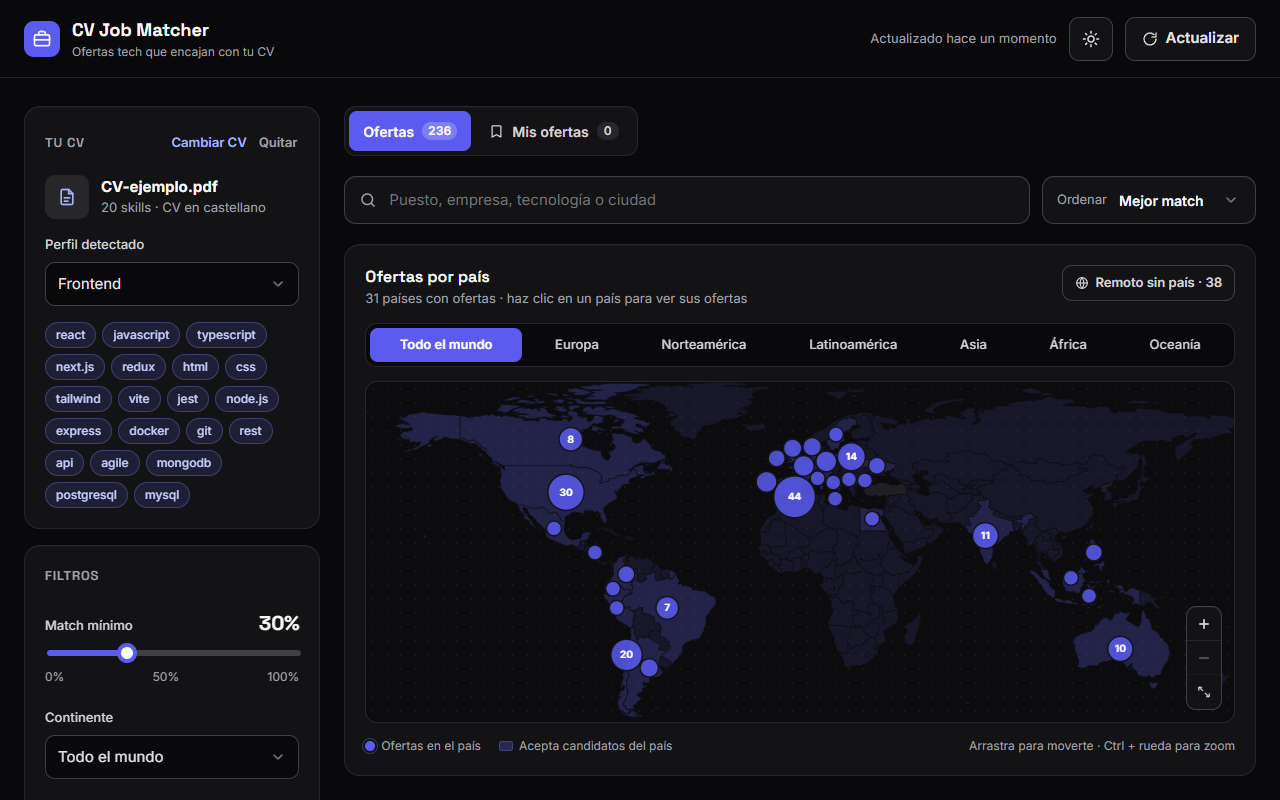 CV Job Matcher
Ofertas tech que encajan con tu CV
Actualizado hace un momento
Actualizar
TU CV
Cambiar CV
Quitar
CV-ejemplo.pdf
20 skills · CV en castellano
Perfil detectado
Frontend
react javascript typescript
next.js redux html css
tailwind vite jest node.js
express docker git rest
api agile mongodb
postgresql mysql
FILTROS
Match mínimo 30%
0% 50% 100%
Continente
Todo el mundo
Ofertas 236
Mis ofertas 0
Puesto, empresa, tecnología o ciudad
Ordenar Mejor match
Ofertas por país
31 países con ofertas · haz clic en un país para ver sus ofertas
Remoto sin país · 38
Todo el mundo Europa Norteamérica Latinoamérica Asia África Oceanía
8
14
30
44
11
7
20
10
+
−
Ofertas en el país
Acepta candidatos del país
Arrastra para moverte · Ctrl + rueda para zoom